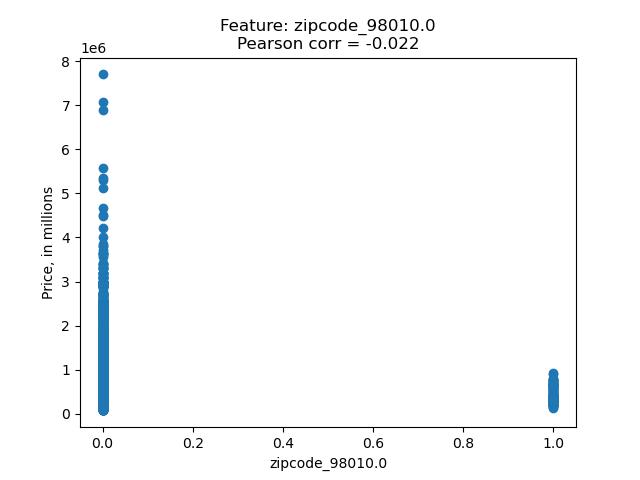 Feature: zipcode_98010.0
Pearson corr = -0.022
1e6
8
7
6
5
4
3
2
1
0
Price, in millions
0.0 0.2 0.4 0.6 0.8 1.0
zipcode_98010.0